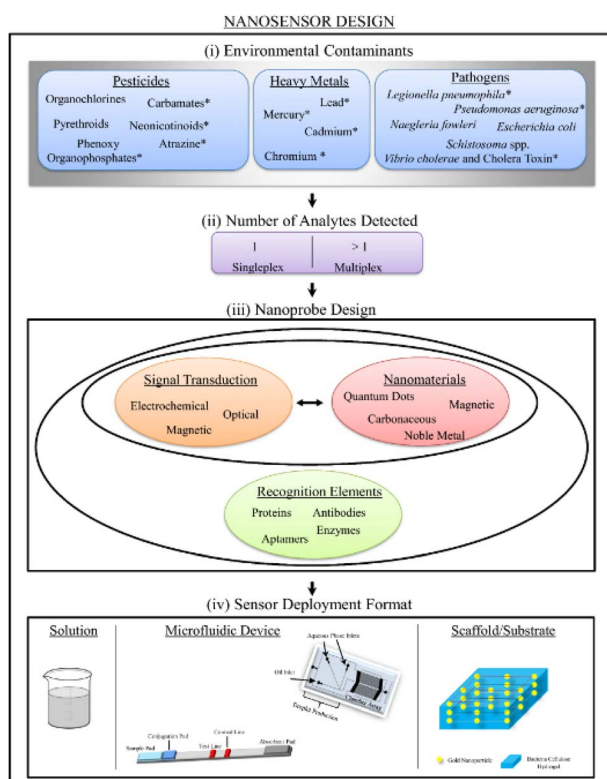 NANOSENSOR DESIGN
(i) Environmental Contaminants
Pesticides
Organochlorines
Carbamates*
Pyrethroids
Neonicotinoids*
Phenoxy
Atrazine*
Organophosphates*
Heavy Metals
Lead*
Mercury*
Cadmium*
Chromium *
Pathogens
Legionella pneumophila*
Pseudomonas aeruginosa*
Naegleria fowleri
Escherichia coli
Schistosoma spp.
Vibrio cholerae and Cholera Toxin*
(ii) Number of Analytes Detected
1
Singleplex
> 1
Multiplex
(iii) Nanoprobe Design
Signal Transduction
Electrochemical
Optical
Magnetic
Nanomaterials
Quantum Dots
Magnetic
Carbonaceous
Noble Metal
Recognition Elements
Proteins
Antibodies
Enzymes
Aptamers
(iv) Sensor Deployment Format
Solution
Microfluidic Device
Aqueous Phase Inlets
Oil Inlet
Droplet Production
Chamber Array
Sample Pad
Conjugation Pad
Test Line
Control Line
Absorbent Pad
Scaffold/Substrate
Gold Nanoparticle
Bacteria Cellulose
Hydrogel